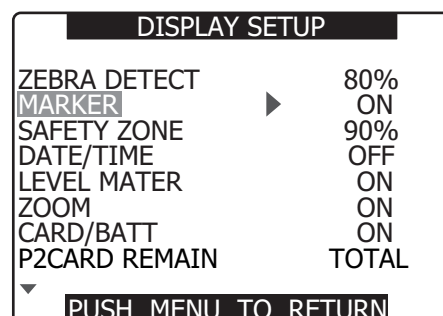 DISPLAY SETUP
ZEBRA DETECT 80%
MARKER ON
SAFETY ZONE 90%
DATE/TIME OFF
LEVEL MATER ON
ZOOM ON
CARD/BATT ON
P2CARD REMAIN TOTAL
PUSH MENU TO RETURN